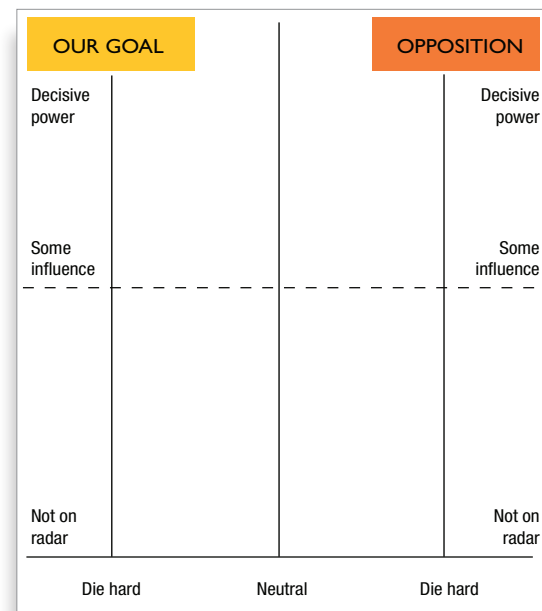 OUR GOAL
OPPOSITION
Decisive
power
Decisive
power
Some
influence
Some
influence
Not on
radar
Not on
radar
Die hard
Neutral
Die hard